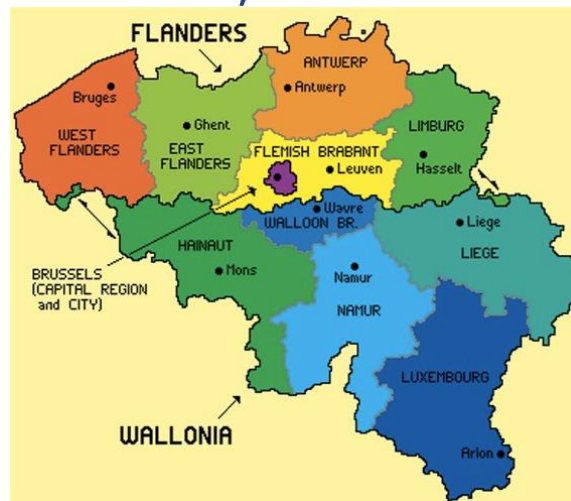 FLANDERS
ANTWERP
Antwerp
Bruges
WEST
FLANDERS
Ghent
EAST
FLANDERS
LIMBURG
Hasselt
FLEMISH BRABANT
Leuven
Wavre
WALLOON BR.
Liege
LIEGE
HAINAUT
Mons
BRUSSELS
(CAPITAL REGION
and CITY)
Namur
NAMUR
LUXEMBOURG
WALLONIA
Arlon